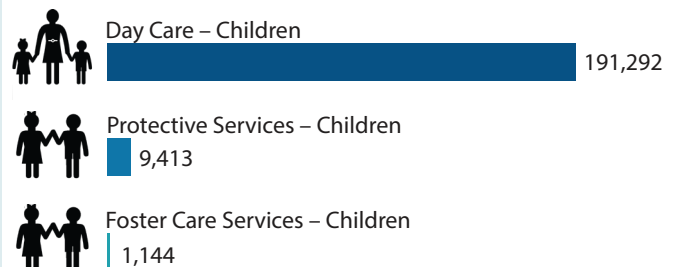 Day Care – Children
191,292
Protective Services – Children
9,413
Foster Care Services – Children
1,144